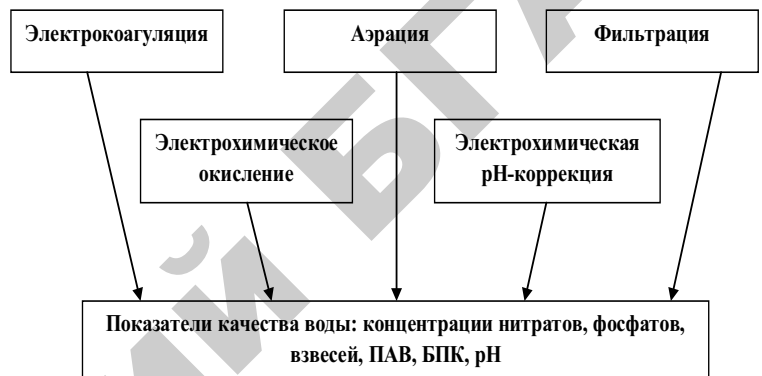 Электрокоагуляция
Аэрация
Фильтрация
Электрохимическое
окисление
Электрохимическая
pH-коррекция
Показатели качества воды: концентрации нитратов, фосфатов,
взвесей, ПАВ, БПК, pH